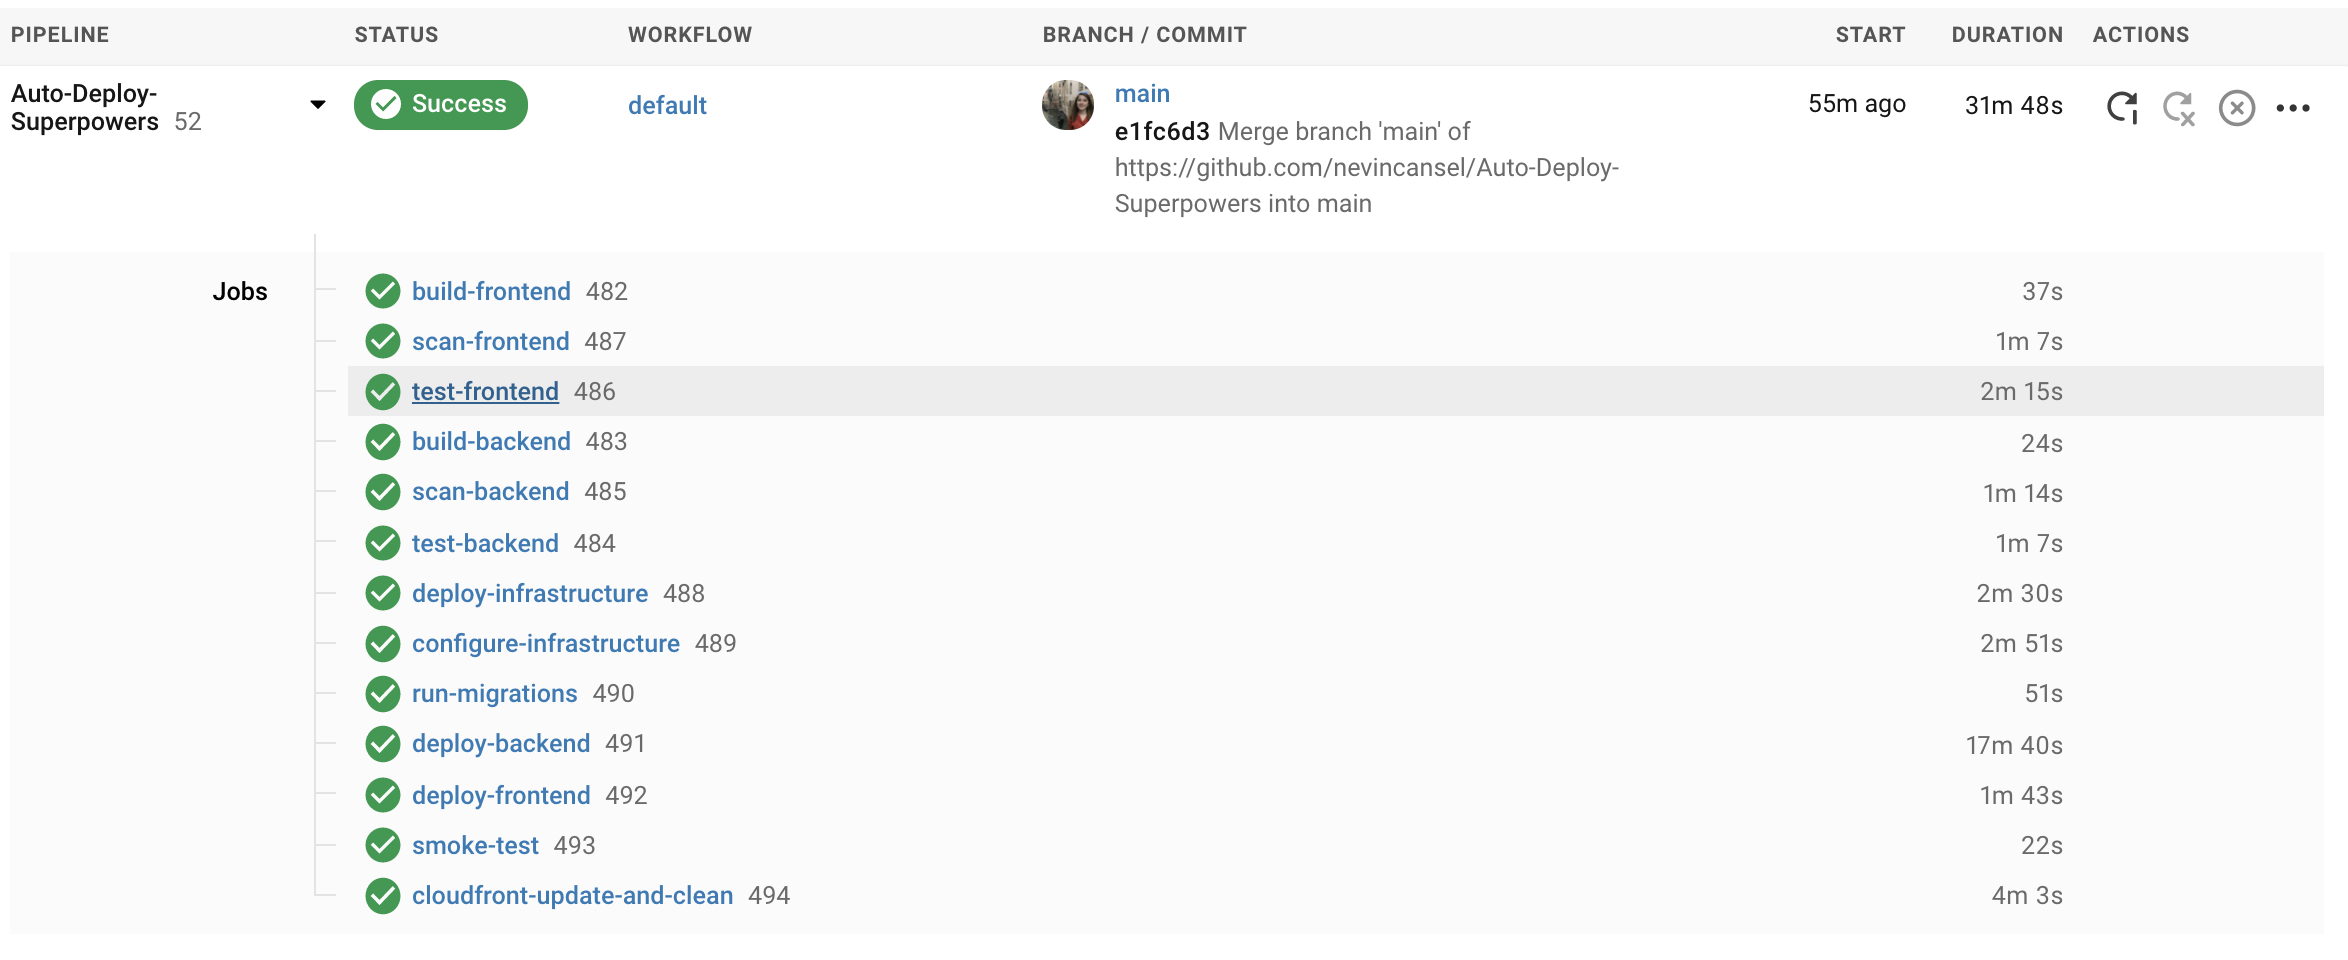 PIPELINE STATUS WORKFLOW BRANCH / COMMIT START DURATION ACTIONS
Auto-Deploy-
Superpowers 52
Success
default
main
e1fc6d3 Merge branch 'main' of
https://github.com/nevincansel/Auto-Deploy-
Superpowers into main
55m ago
31m 48s
Jobs
build-frontend 482 37s
scan-frontend 487 1m 7s
test-frontend 486 2m 15s
build-backend 483 24s
scan-backend 485 1m 14s
test-backend 484 1m 7s
deploy-infrastructure 488 2m 30s
configure-infrastructure 489 2m 51s
run-migrations 490 51s
deploy-backend 491 17m 40s
deploy-frontend 492 1m 43s
smoke-test 493 22s
cloudfront-update-and-clean 494 4m 3s